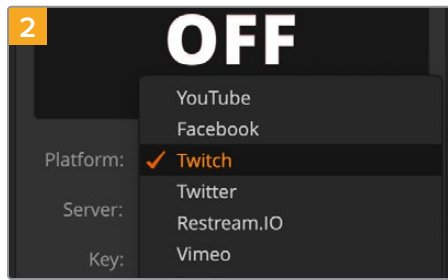 2
OFF
YouTube
Facebook
Platform: ✓ Twitch
Twitter
Server:
Restream.IO
Key: Vimeo